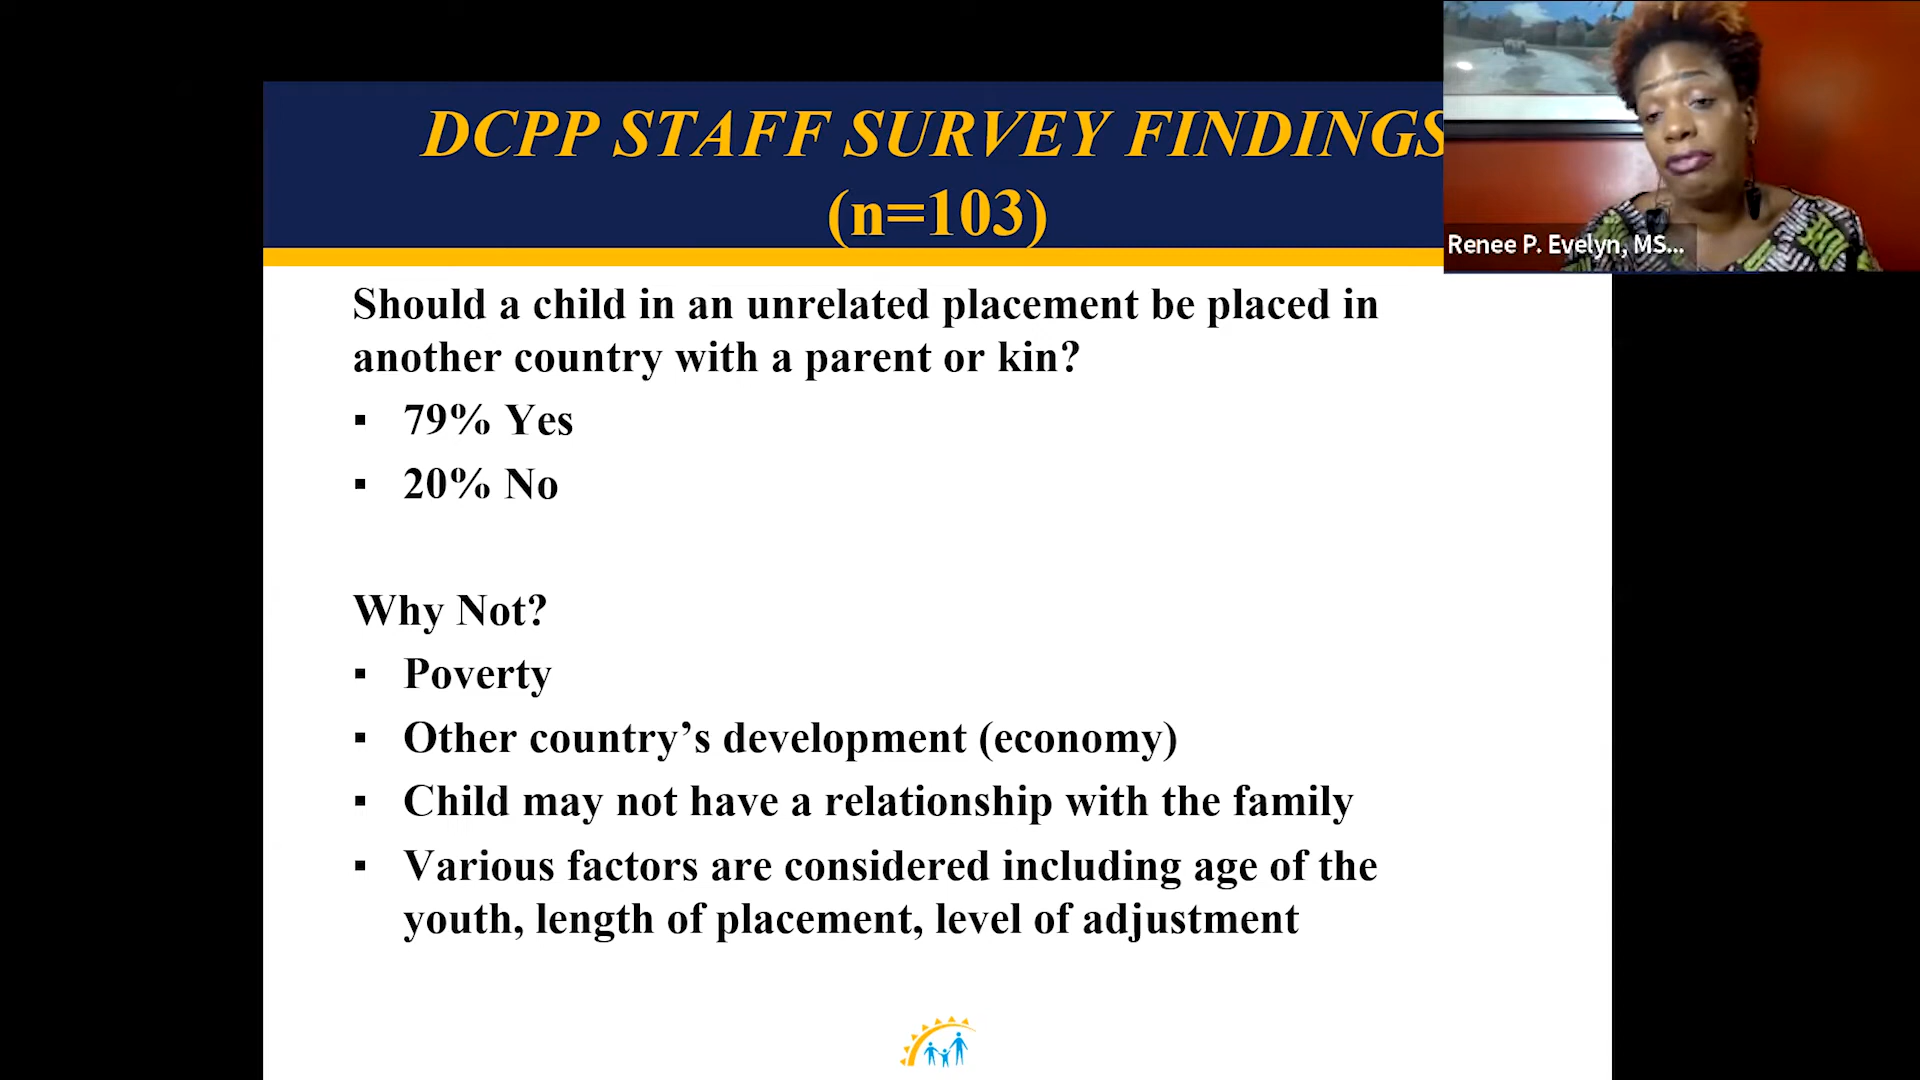 DCPP STAFF SURVEY FINDINGS
(n=103)
Renee P. Evelyn, MS...
Should a child in an unrelated placement be placed in
another country with a parent or kin?
▪ 79% Yes
▪ 20% No
Why Not?
▪ Poverty
▪ Other country’s development (economy)
▪ Child may not have a relationship with the family
▪ Various factors are considered including age of the
youth, length of placement, level of adjustment